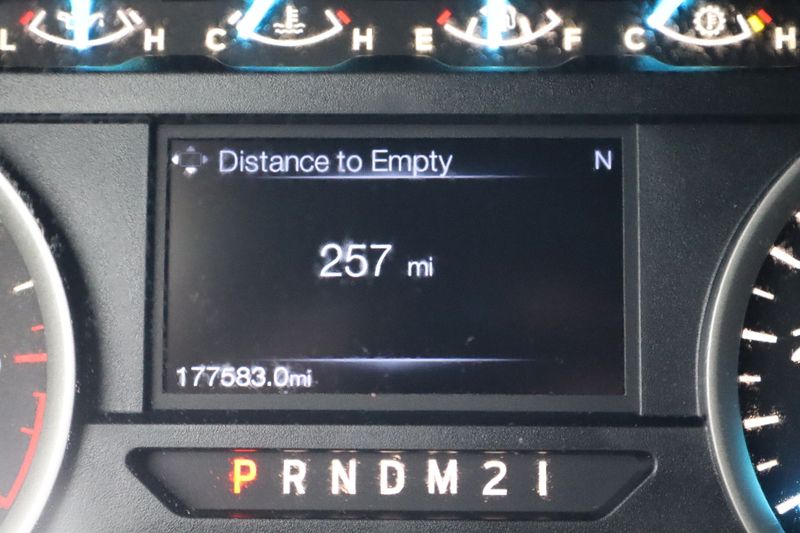 L H C H E F C H
Distance to Empty N
257 mi
177583.0mi
P R N D M 2 1